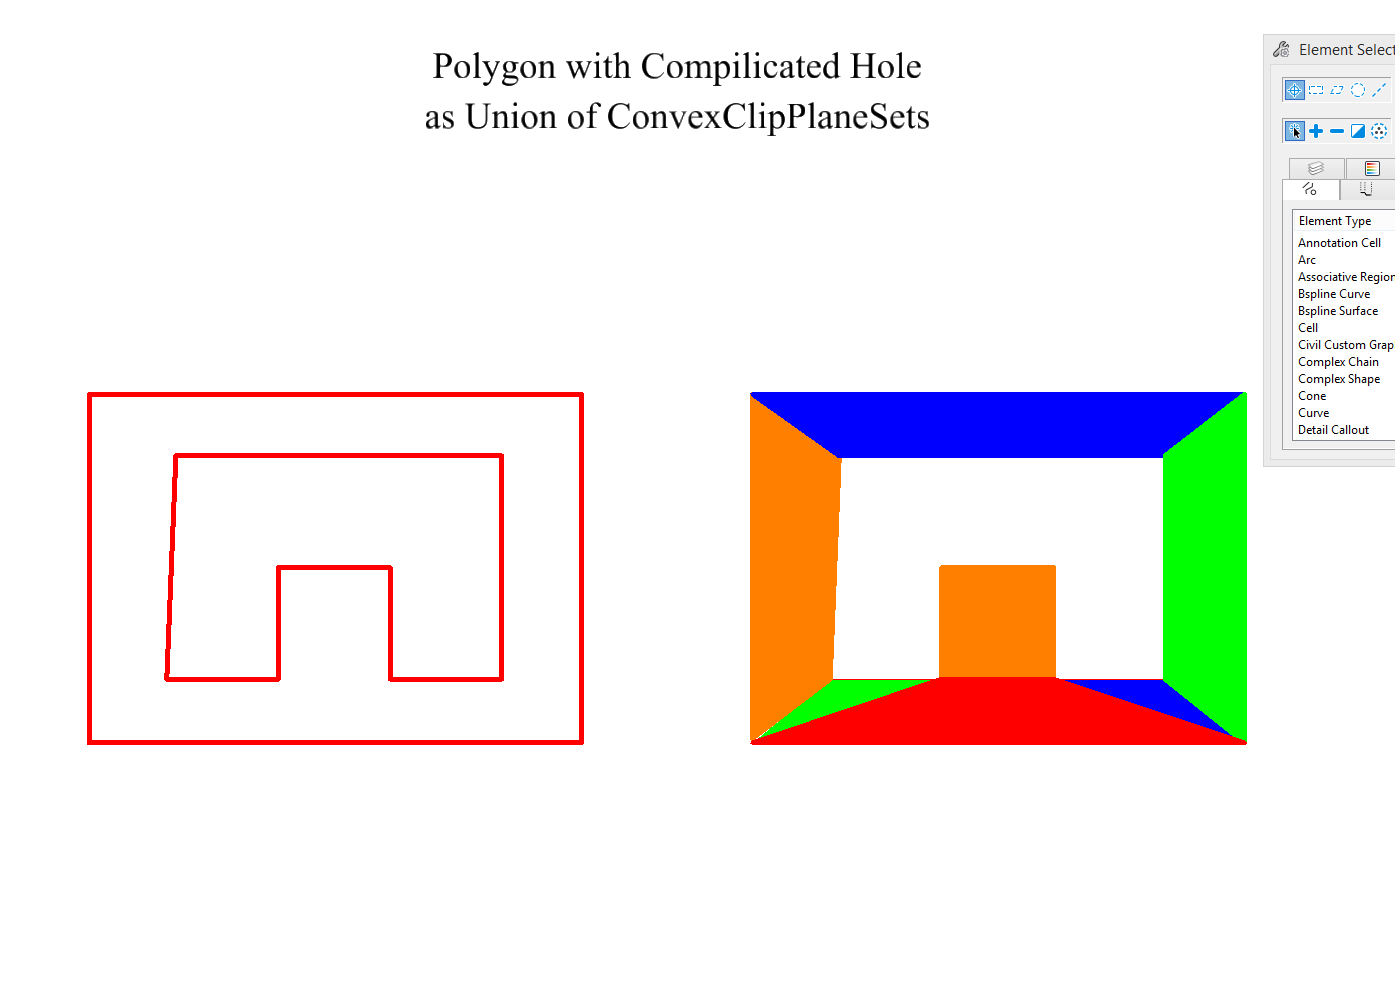 Polygon with Compilicated Hole
as Union of ConvexClipPlaneSets
Element Select
Element Type
Annotation Cell
Arc
Associative Region
Bspline Curve
Bspline Surface
Cell
Civil Custom Grap
Complex Chain
Complex Shape
Cone
Curve
Detail Callout